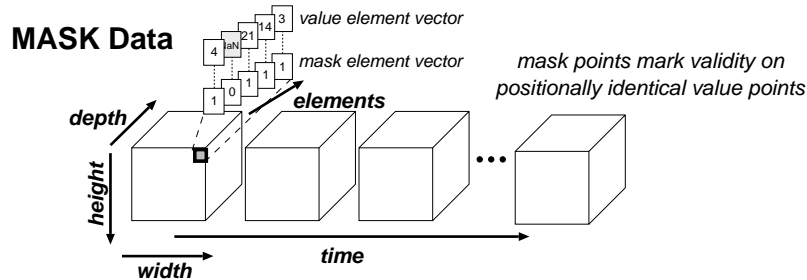 MASK Data
4 NaN 21 14 3
value element vector
1 0 1 1 1
mask element vector
mask points mark validity on
positionally identical value points
elements
depth
height
width
time